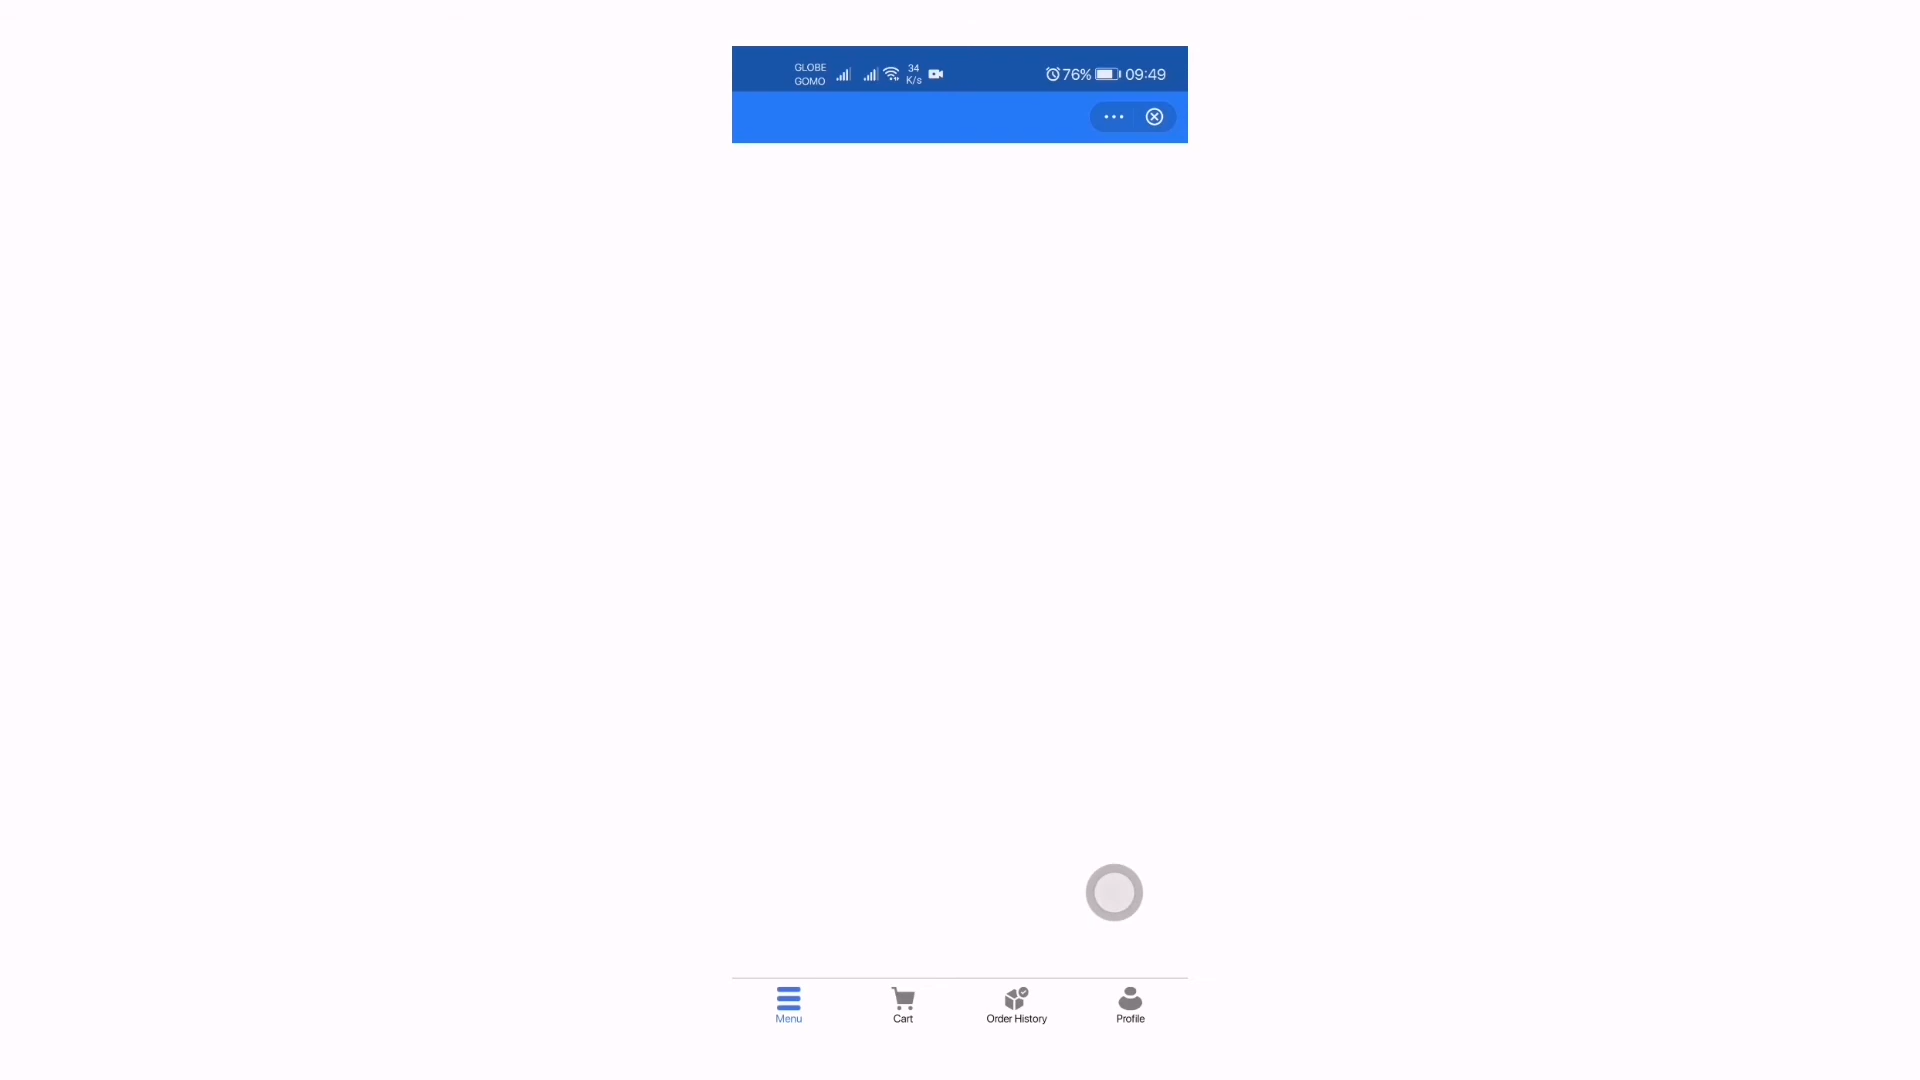 GLOBE
GOMO
34
K/s
76%
09:49
Menu
Cart
Order History
Profile